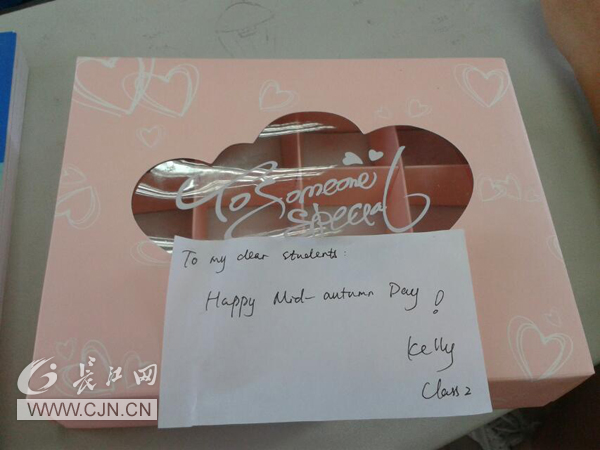 To Someone
Special
To my dear students:
Happy Mid-autumn Day!
Kelly
Class 2
长江网
WWW.CJN.CN